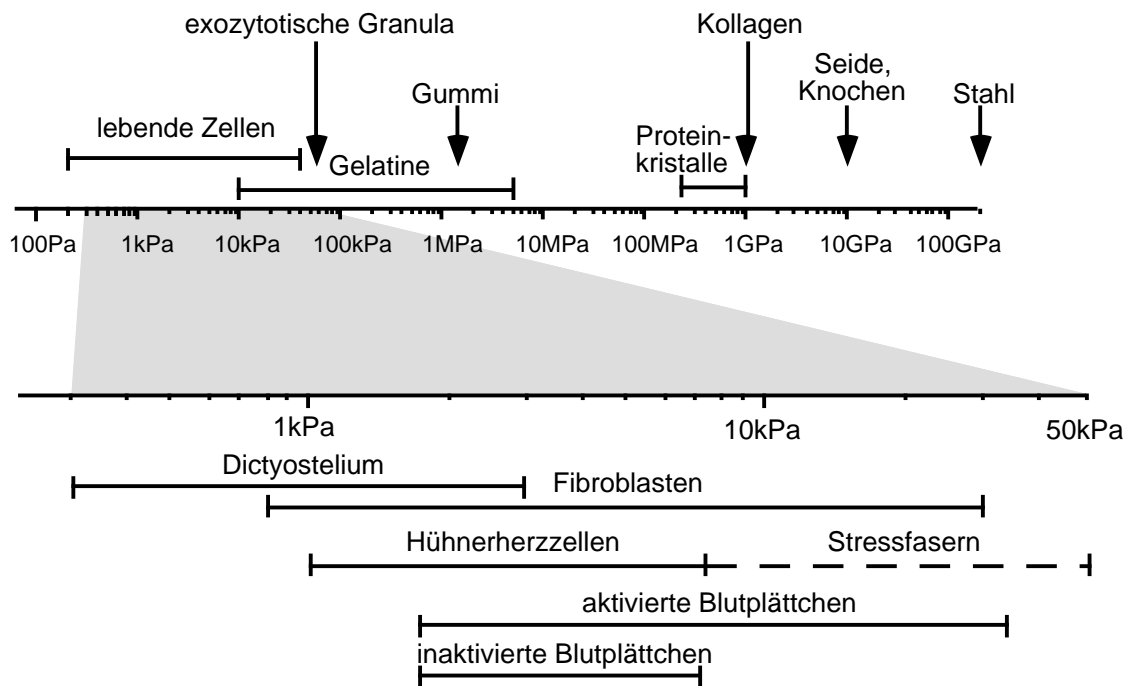 exozytotische Granula
Kollagen
Seide,
Knochen
Gummi
Stahl
lebende Zellen
Protein-
kristalle
Gelatine
100Pa 1kPa 10kPa 100kPa 1MPa 10MPa 100MPa 1GPa 10GPa 100GPa
1kPa 10kPa 50kPa
Dictyostelium
Fibroblasten
Hühnerherzzellen Stressfasern
aktivierte Blutplättchen
inaktivierte Blutplättchen